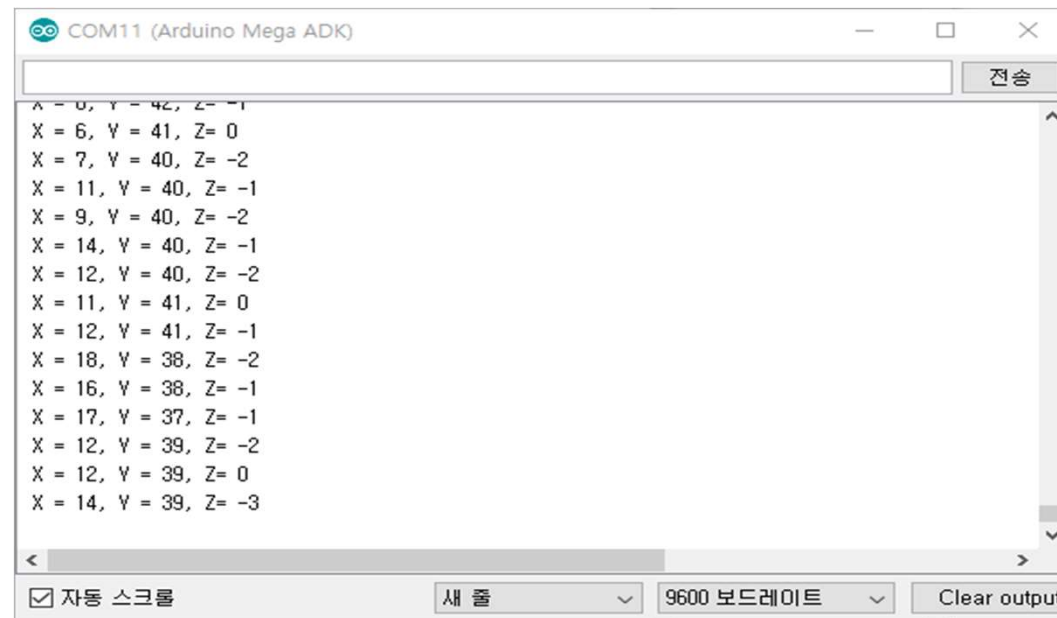 COM11 (Arduino Mega ADK)
전송
X = 6, Y = 41, Z= 0
X = 7, Y = 40, Z= -2
X = 11, Y = 40, Z= -1
X = 9, Y = 40, Z= -2
X = 14, Y = 40, Z= -1
X = 12, Y = 40, Z= -2
X = 11, Y = 41, Z= 0
X = 12, Y = 41, Z= -1
X = 18, Y = 38, Z= -2
X = 16, Y = 38, Z= -1
X = 17, Y = 37, Z= -1
X = 12, Y = 39, Z= -2
X = 12, Y = 39, Z= 0
X = 14, Y = 39, Z= -3
자동 스크롤 새 줄 9600 보드레이트 Clear output